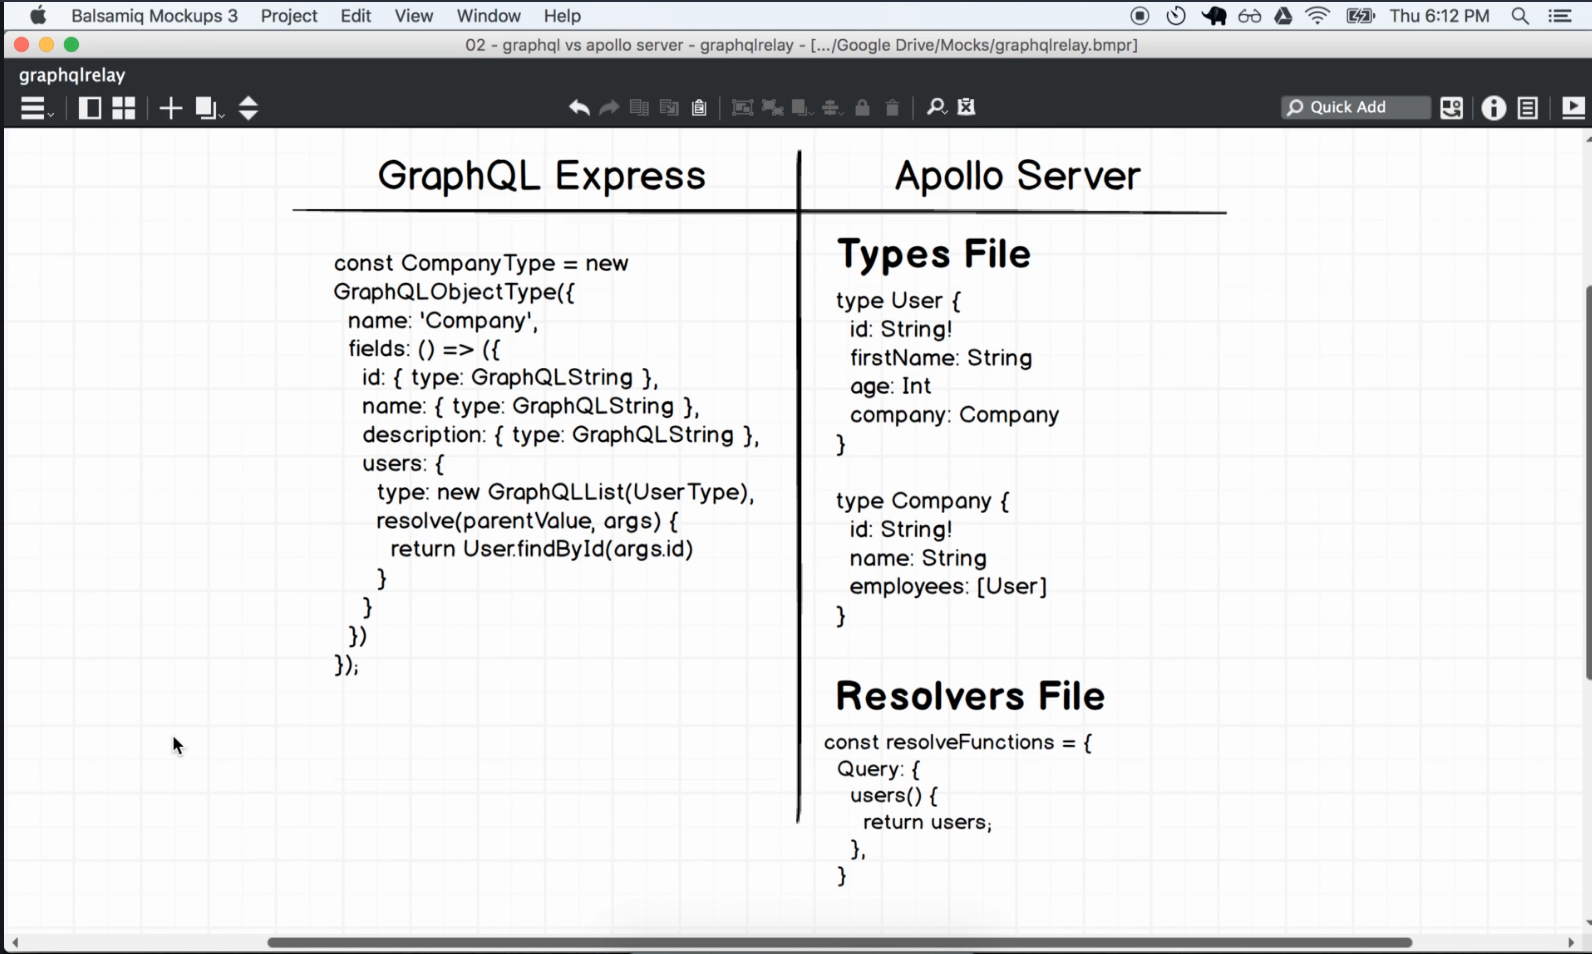 Balsamiq Mockups 3 Project Edit View Window Help Thu 6:12 PM
02 - graphql vs apollo server - graphqlrelay - [.../Google Drive/Mocks/graphqlrelay.bmpr]
graphqlrelay
Quick Add
GraphQL Express
const CompanyType = new
GraphQLObjectType({
name: 'Company',
fields: () => ({
id: { type: GraphQLString },
name: { type: GraphQLString },
description: { type: GraphQLString },
users: {
type: new GraphQLList(UserType),
resolve(parentValue, args) {
return User.findById(args.id)
}
}
})
});
Apollo Server
Types File
type User {
id: String!
firstName: String
age: Int
company: Company
}
type Company {
id: String!
name: String
employees: [User]
}
Resolvers File
const resolveFunctions = {
Query: {
users() {
return users;
},
}